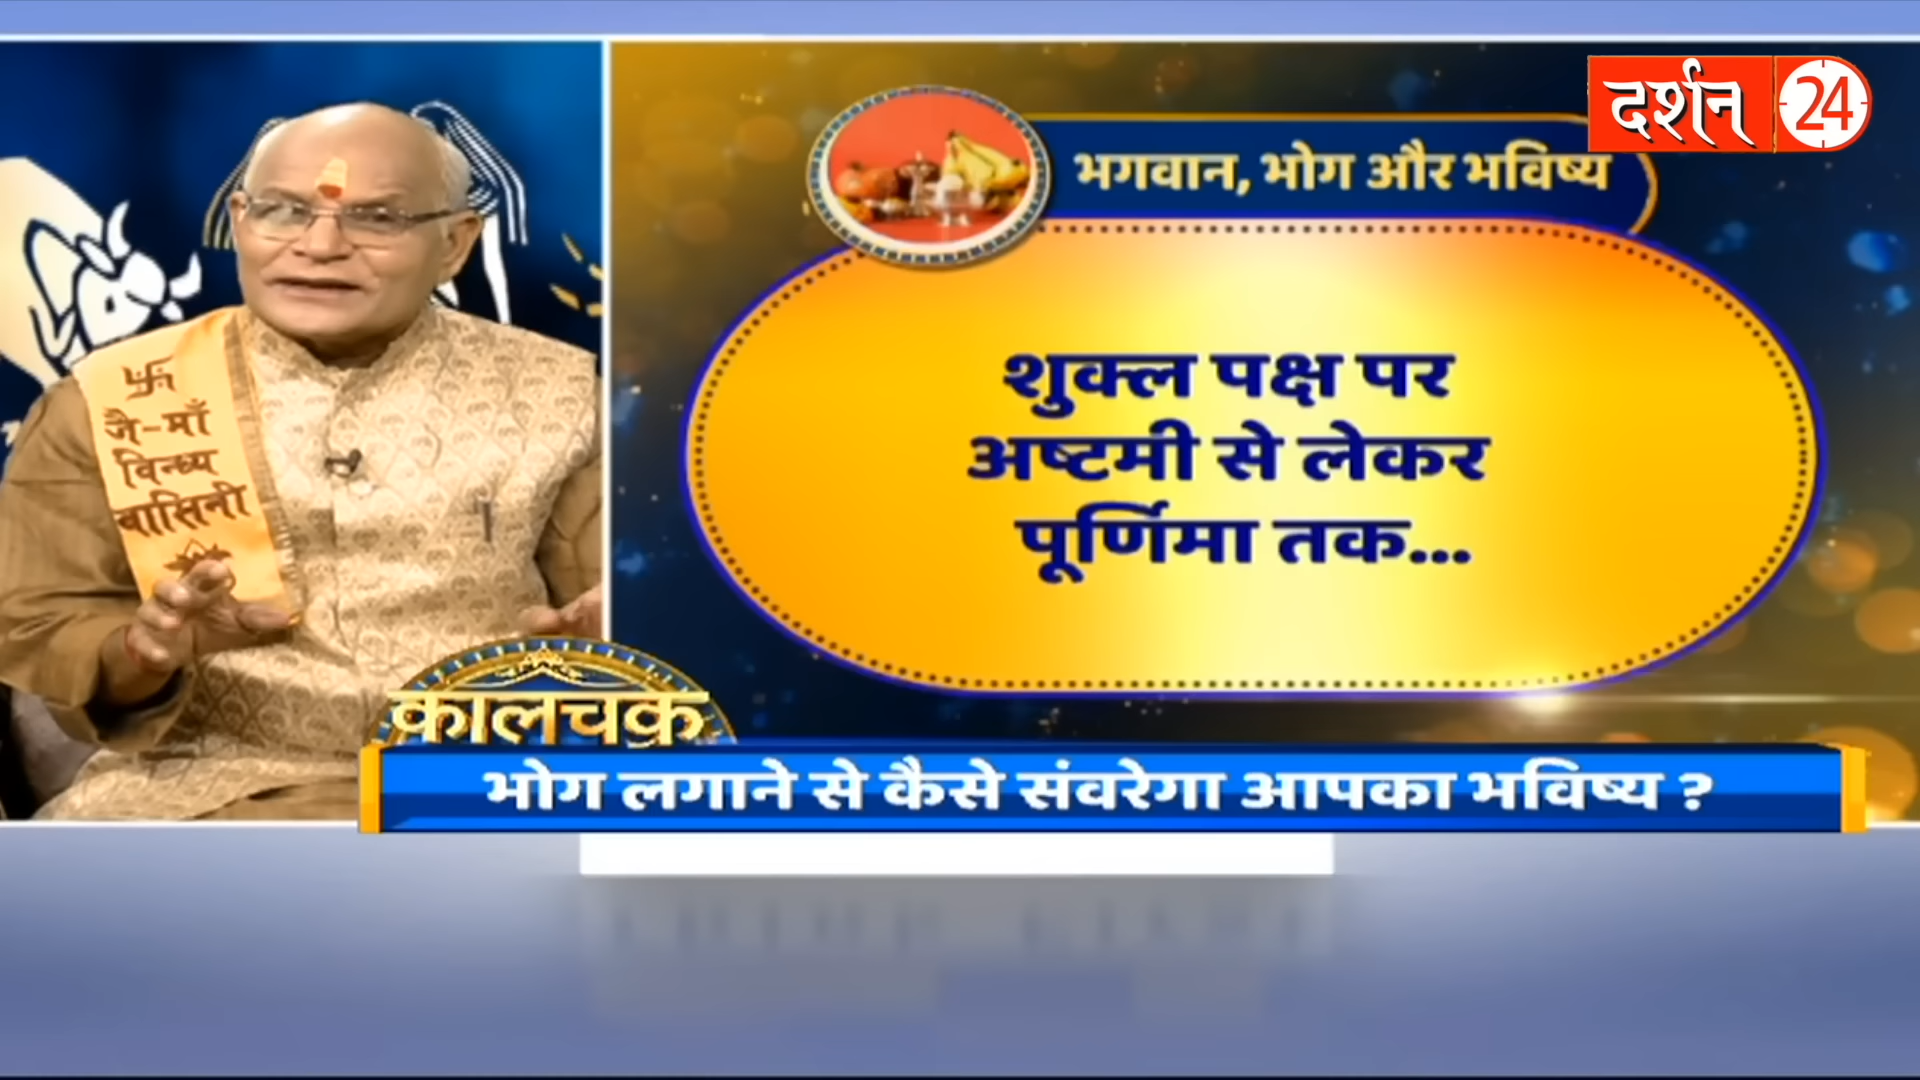 दर्शन 24
भगवान, भोग और भविष्य
शुक्ल पक्ष पर
अष्टमी से लेकर
पूर्णिमा तक...
जै-माँ
विन्ध्य
वासिनी
कालचक्र
भोग लगाने से कैसे संवरेगा आपका भविष्य ?